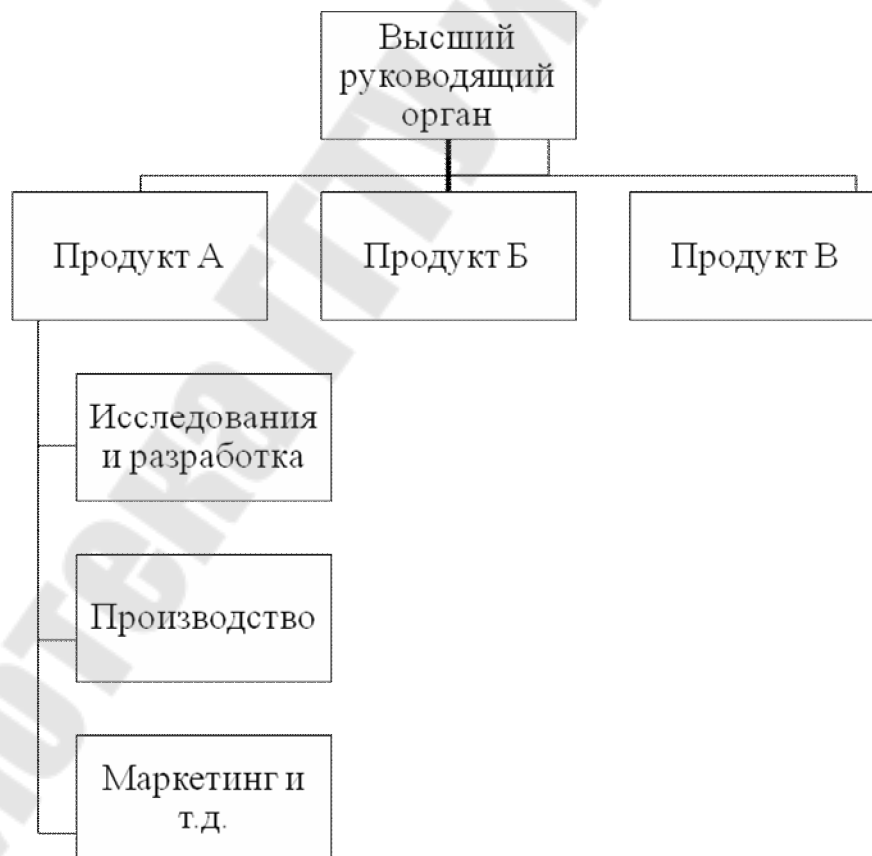 Высший
руководящий
орган
Продукт А
Продукт Б
Продукт В
Исследования
и разработка
Производство
Маркетинг и
т.д.